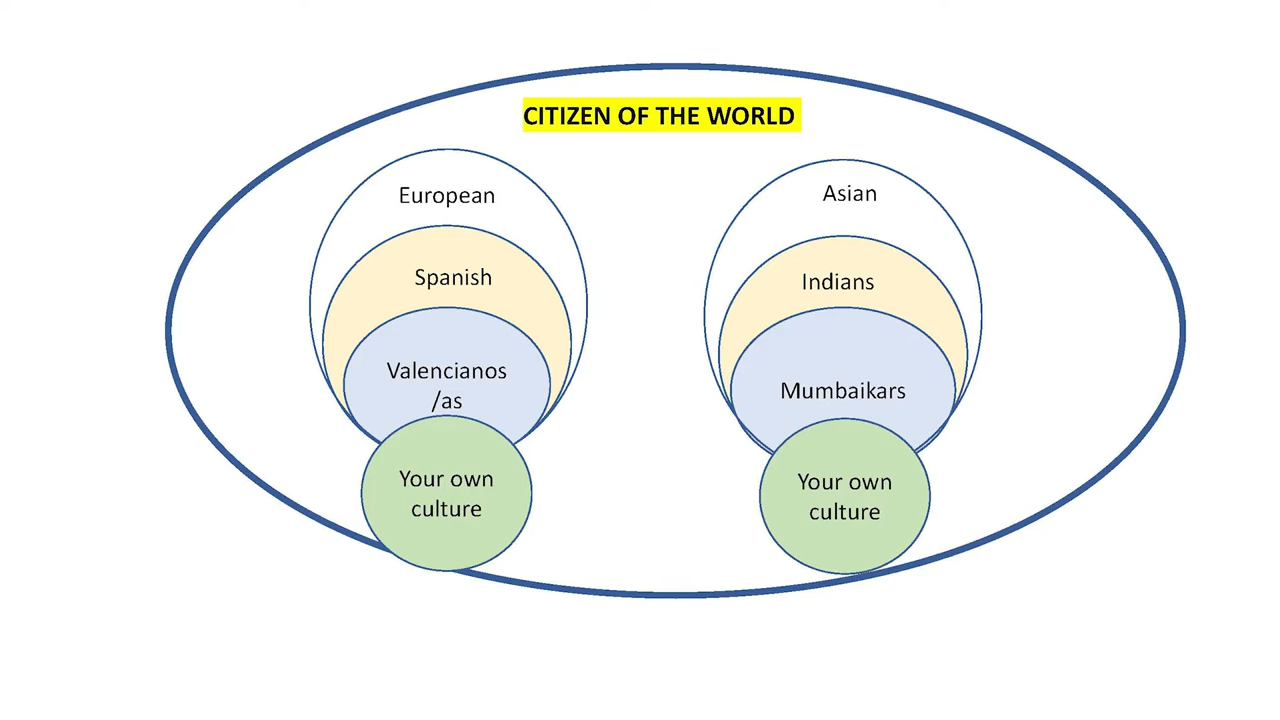 CITIZEN OF THE WORLD
European
Spanish
Valencianos
/as
Your own
culture
Asian
Indians
Mumbaikars
Your own
culture